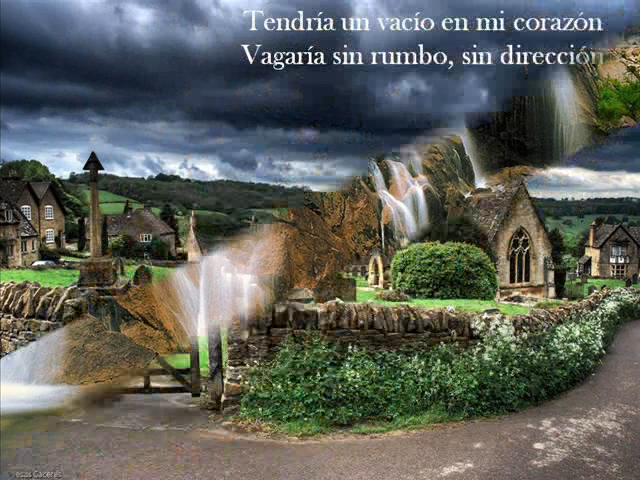 Tendría un vacío en mi corazón
Vagaría sin rumbo, sin dirección